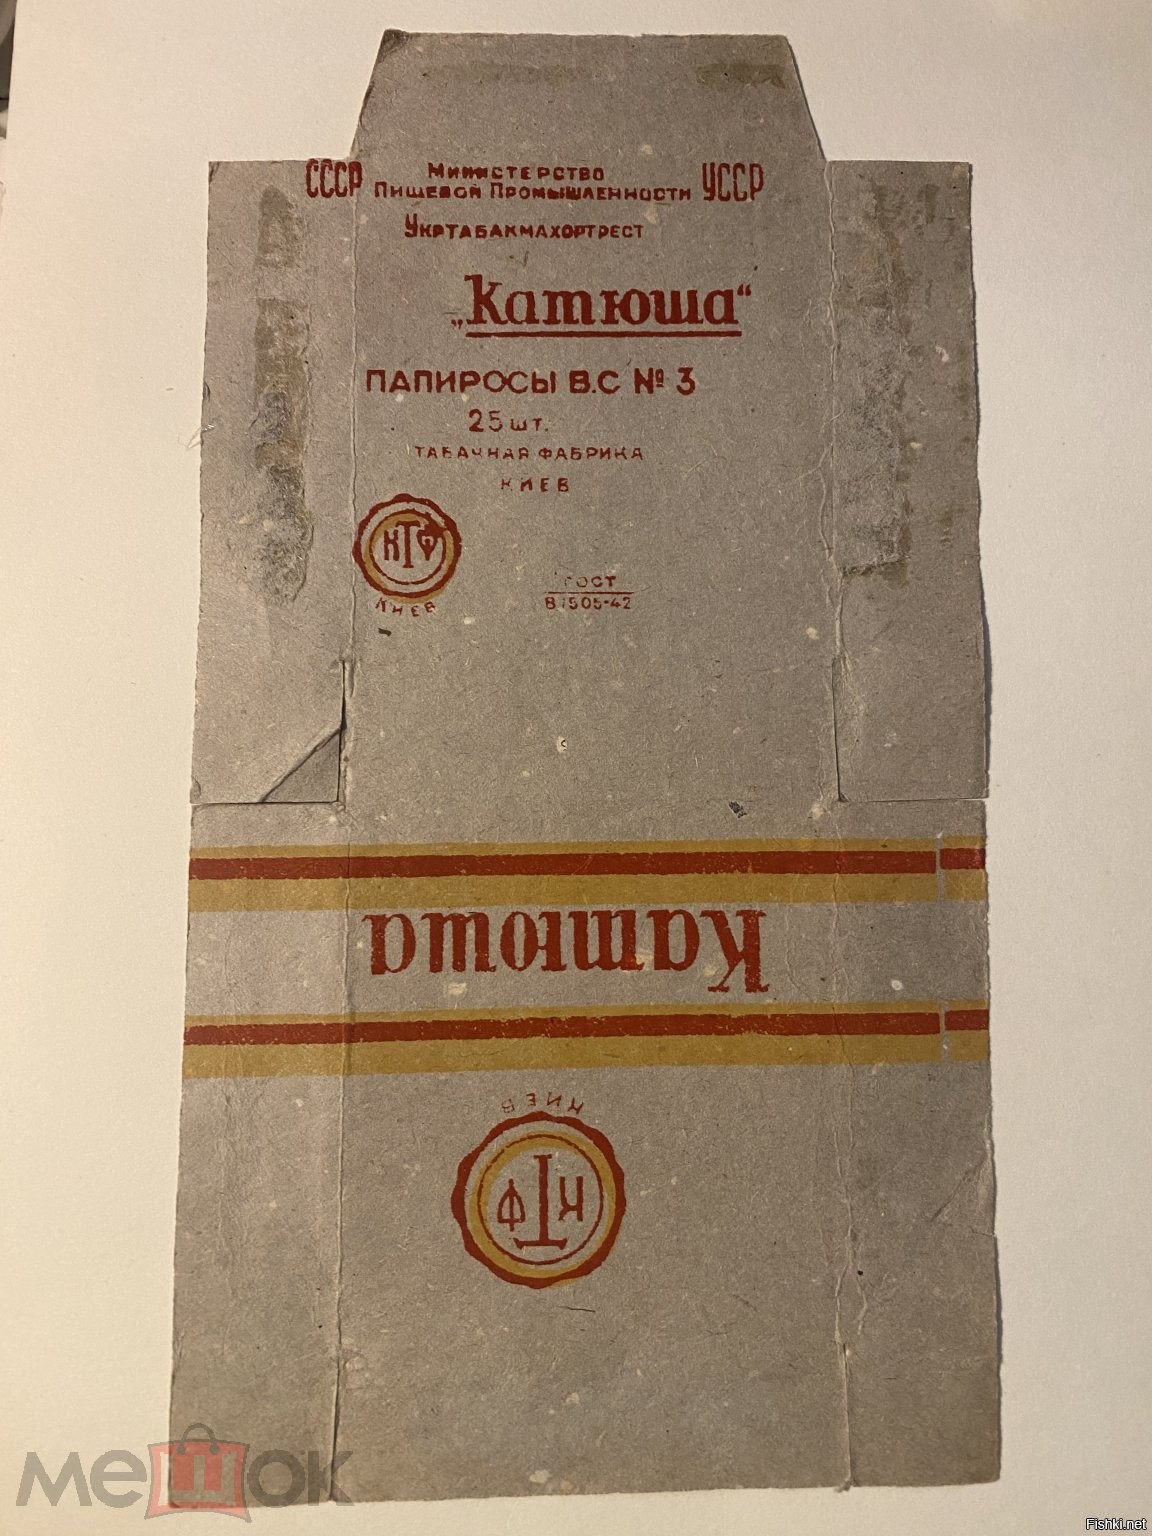 СССР Министерство УССР
Пищевой Промышленности
Укртабакмахортрест
„Катюша“
ПАПИРОСЫ В.С № 3
25 шт.
ТАБАЧНАЯ ФАБРИКА
КИЕВ
КТФ
КИЕВ
ГОСТ
В 1505-42
Катюша
КИЕВ
КТФ
мешок
Fishki.net